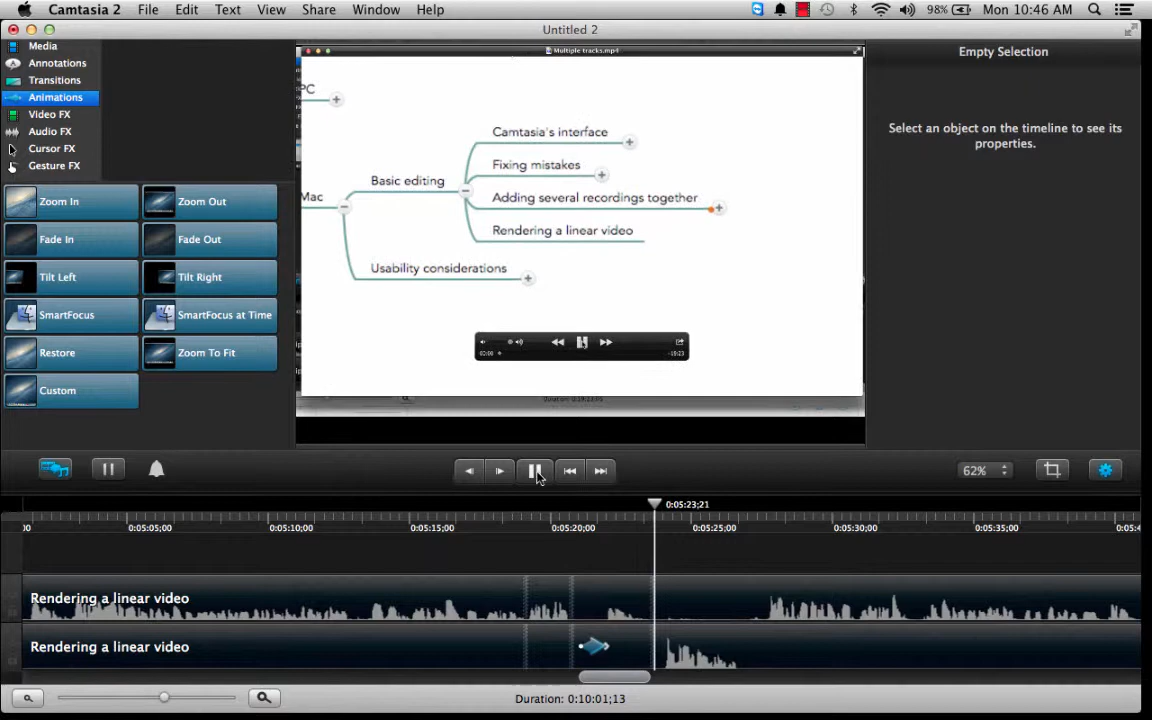 Camtasia 2 File Edit Text View Share Window Help 98% Mon 10:46 AM
Untitled 2
Media
Annotations
Transitions
Animations
Video FX
Audio FX
Cursor FX
Gesture FX
Zoom In Zoom Out
Fade In Fade Out
Tilt Left Tilt Right
SmartFocus SmartFocus at Time
Restore Zoom To Fit
Custom
Multiple tracks.mp4
PC
Camtasia's interface
Fixing mistakes
Basic editing
Adding several recordings together
Mac
Rendering a linear video
Usability considerations
Empty Selection
Select an object on the timeline to see its
properties.
62%
0:05:23;21
00 0:05:05;00 0:05:10;00 0:05:15;00 0:05:20;00 0:05:25;00 0:05:30;00 0:05:35;00 0:05:4
Rendering a linear video
Rendering a linear video
Duration: 0:10:01;13